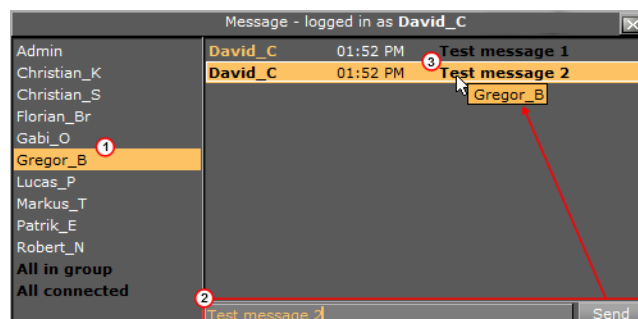 Message - logged in as David_C
Admin
Christian_K
Christian_S
Florian_Br
Gabi_O
1
Gregor_B
Lucas_P
Markus_T
Patrik_E
Robert_N
All in group
All connected
David_C 01:52 PM Test message 1
3
David_C 01:52 PM Test message 2
Gregor_B
2
Test message 2
Send